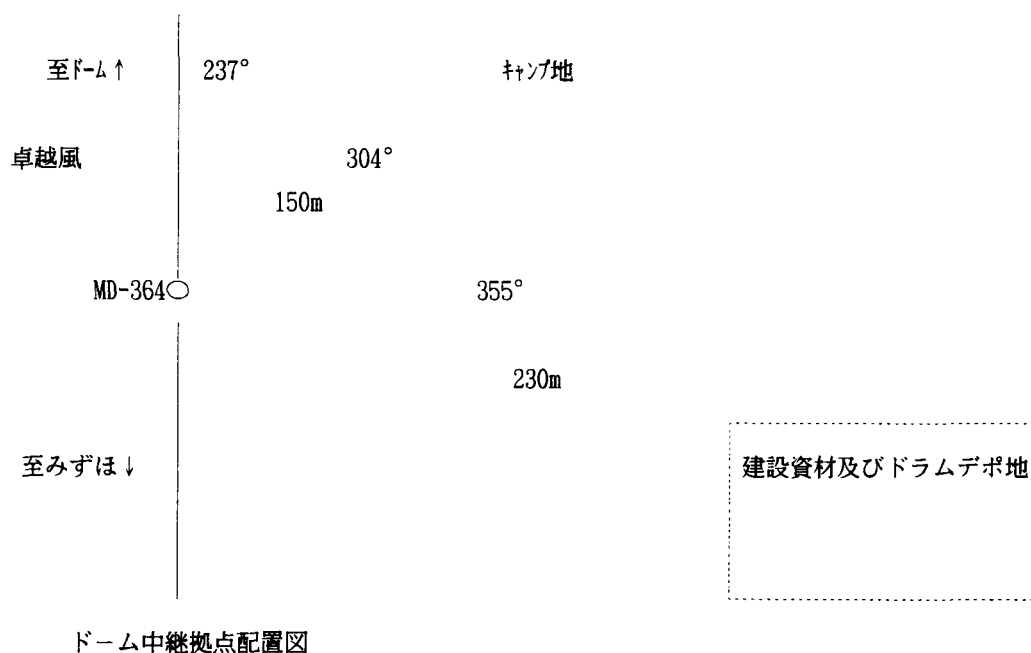 至ドーム↑ 237° キャンプ地
卓越風 304°
150m
MD-364○ 355°
230m
至みずほ↓ 建設資材及びドラムデポ地
ドーム中継拠点配置図